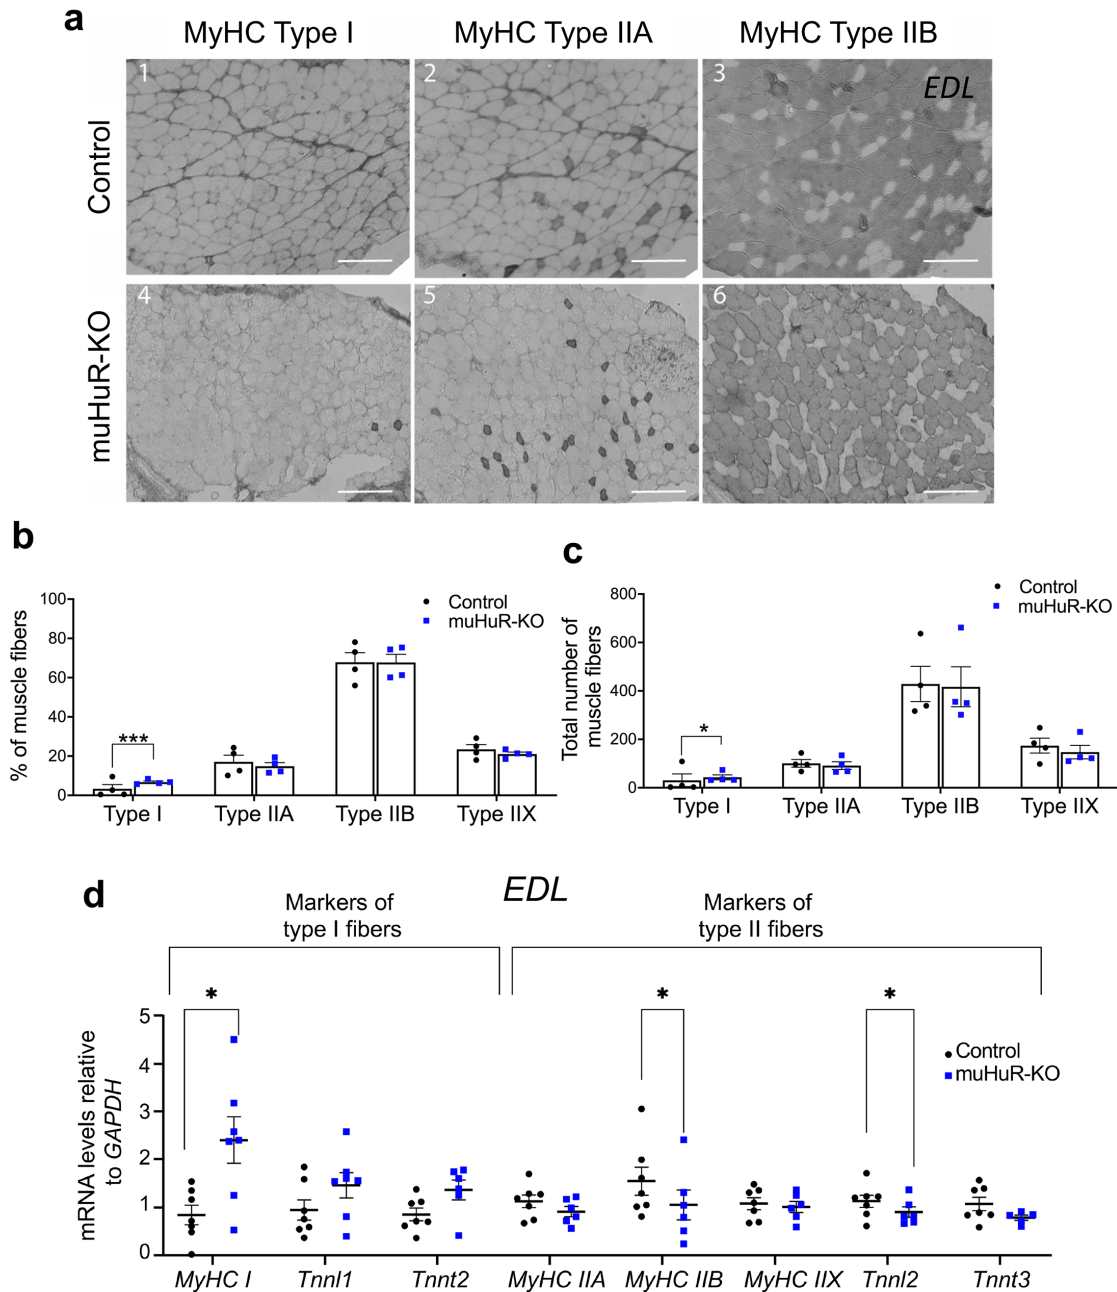 a
MyHC Type I
MyHC Type IIA
MyHC Type IIB
Control
1
2
3
EDL
muHuR-KO
4
5
6
b
% of muscle fibers
100
80
60
40
20
0
***
Control
muHuR-KO
Type I
Type IIA
Type IIB
Type IIX
c
Total number of
muscle fibers
800
600
400
200
0
*
Control
muHuR-KO
Type I
Type IIA
Type IIB
Type IIX
d
EDL
Markers of
type I fibers
Markers of
type II fibers
*
*
*
mRNA levels relative
to GAPDH
5
4
3
2
1
0
Control
muHuR-KO
MyHC I
Tnnl1
Tnnt2
MyHC IIA
MyHC IIB
MyHC IIX
Tnnl2
Tnnt3